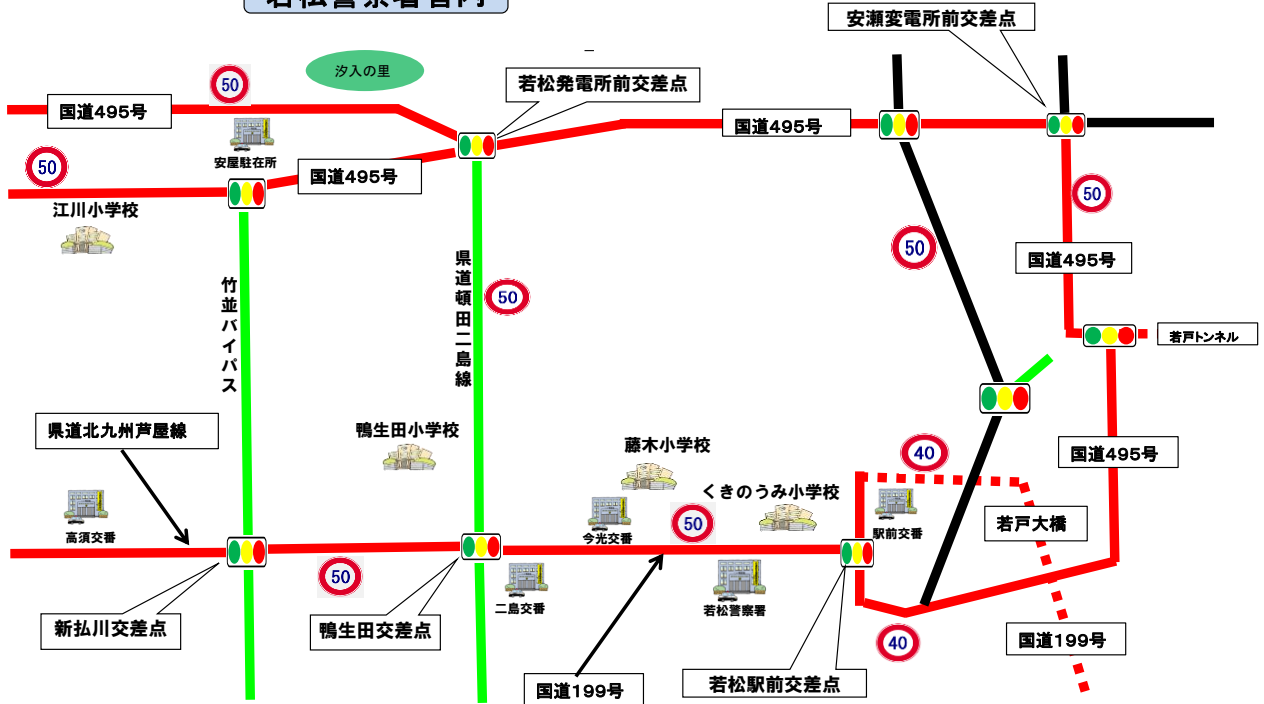 若松警察署管内
安瀬変電所前交差点
汐入の里
50
若松発電所前交差点
国道495号
国道495号
安屋駐在所
50
国道495号
50
江川小学校
50
国道495号
県道頓田二島線
50
竹並バイパス
若戸トンネル
県道北九州芦屋線
鴨生田小学校
藤木小学校
40
国道495号
くきのうみ小学校
高須交番
今光交番
50
駅前交番
若戸大橋
50
二島交番
若松警察署
新払川交差点
鴨生田交差点
40
国道199号
国道199号
若松駅前交差点